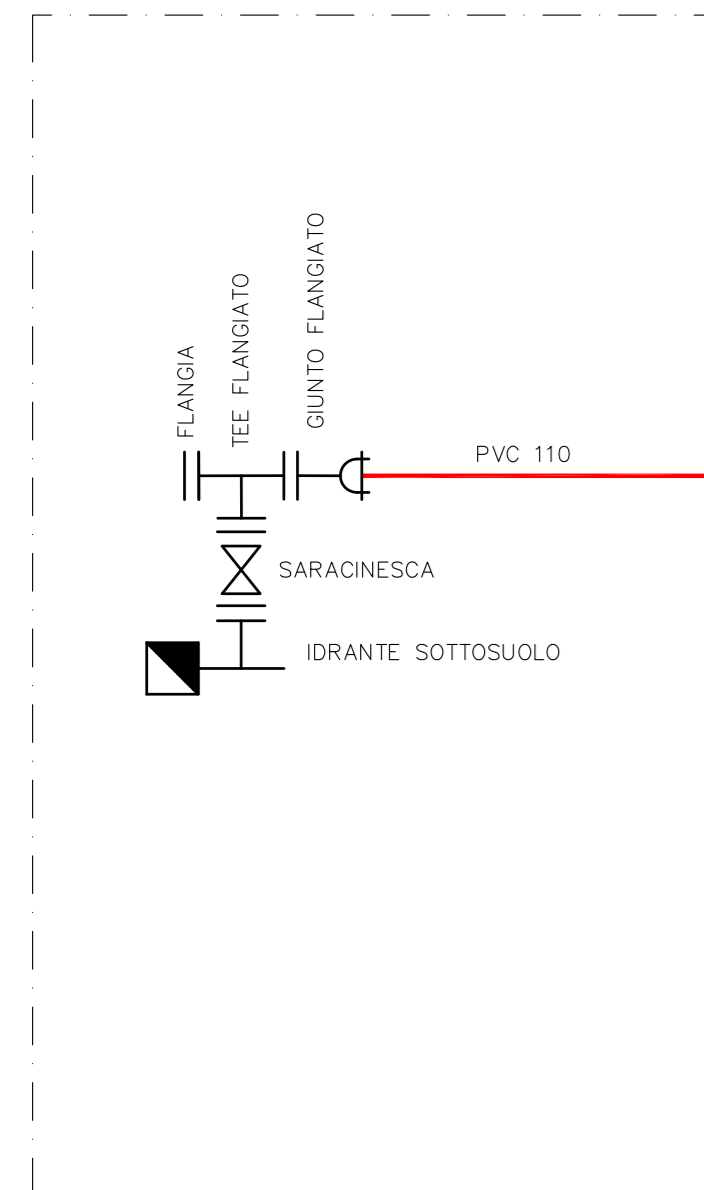 FLANGIA
TEE FLANGIATO
GIUNTO FLANGIATO
PVC 110
SARACINESCA
IDRANTE SOTTOSUOLO